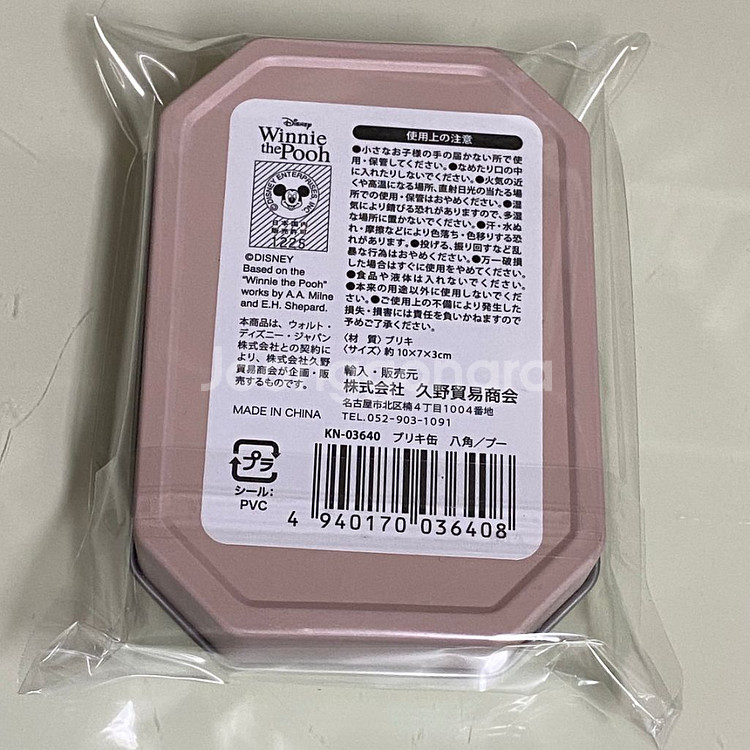 Disney
Winnie
the Pooh
©DISNEY ENTERPRISES, INC.
日本国内
販売許可
1225
©DISNEY
Based on the
"Winnie the Pooh"
works by A.A. Milne
and E.H. Shepard.
本商品は、ウォルト・
ディズニー・ジャパン
株式会社との契約に
より、株式会社久野
貿易商会が企画・販
売するものです。
MADE IN CHINA
使用上の注意
●小さなお子様の手の届かない所で使
用・保管してください。●なめたり口の中
に入れたりしないでください。●火気の近
くや高温になる場所、直射日光の当たる場
所での使用・保管はおやめください。●湿
気により錆びる恐れがありますので、多湿
な場所に置かないでください。●汗・水ぬ
れ・摩擦などにより色落ち・色移りする恐
れがあります。●投げる、振り回すなど乱
暴な行為はおやめください。●万一破損
した場合はすぐに使用をやめてください。
●食品や液体は入れないでください。
●本来の用途以外に使用しないでくだ
さい。●ご使用上の不備により発生した
損失・損害には責任を負いかねますので
予めご了承ください。
〈材 質〉ブリキ
〈サイズ〉約 10×7×3cm
輸入・販売元
株式会社 久野貿易商会
名古屋市北区楠4丁目1004番地
TEL.052-903-1091
KN-03640 ブリキ缶 八角/プー
プラ
シール:
PVC
4 940170 036408